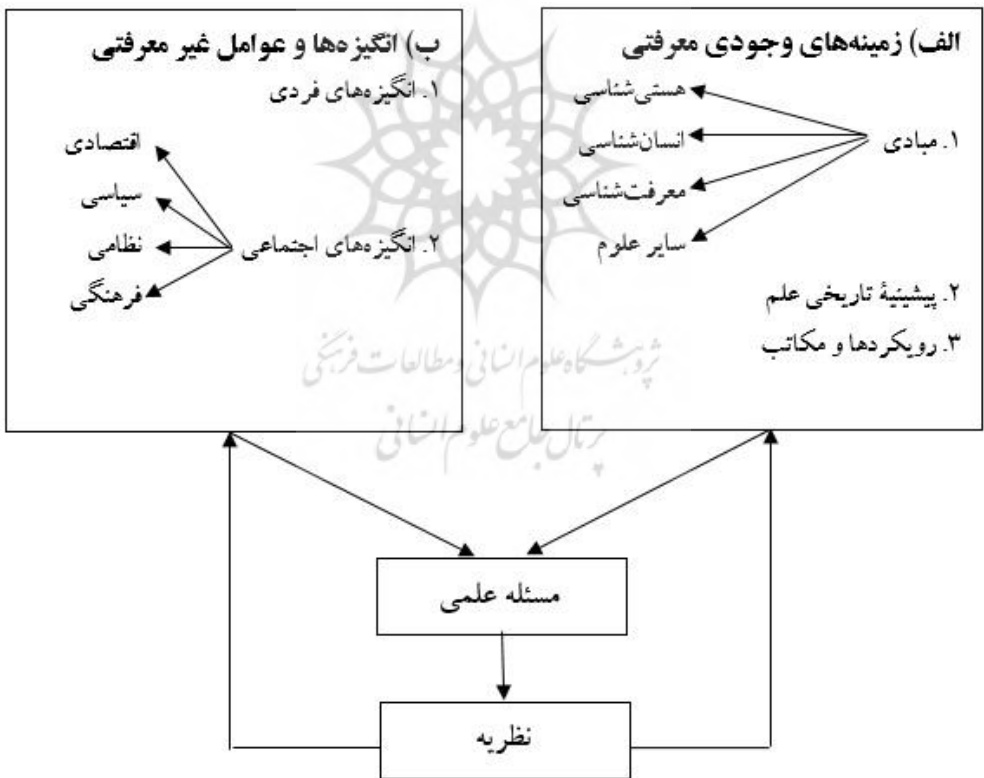 الف) زمینه‌های وجودی معرفتی
هستی‌شناسی
انسان‌شناسی
۱. مبادی
معرفت‌شناسی
سایر علوم
۲. پیشینیهٔ تاریخی علم
۳. رویکردها و مکاتب
ب) انگیزه‌ها و عوامل غیر معرفتی
۱. انگیزه‌های فردی
اقتصادی
سیاسی
۲. انگیزه‌های اجتماعی
نظامی
فرهنگی
پژوهشگاه علوم انسانی و مطالعات فرهنگی
پرتال جامع علوم انسانی
مسئله علمی
نظریه